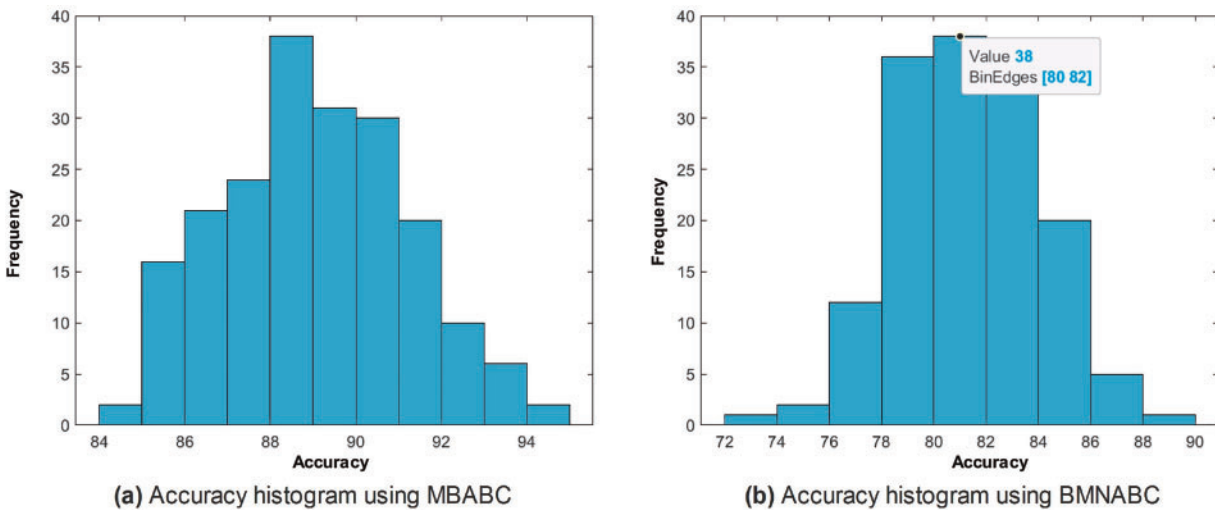 40
35
30
25
20
15
10
5
0
Frequency
84 86 88 90 92 94
Accuracy
(a) Accuracy histogram using MBABC
40
35
30
25
20
15
10
5
0
Frequency
Value 38
BinEdges [80 82]
72 74 76 78 80 82 84 86 88 90
Accuracy
(b) Accuracy histogram using BMNABC